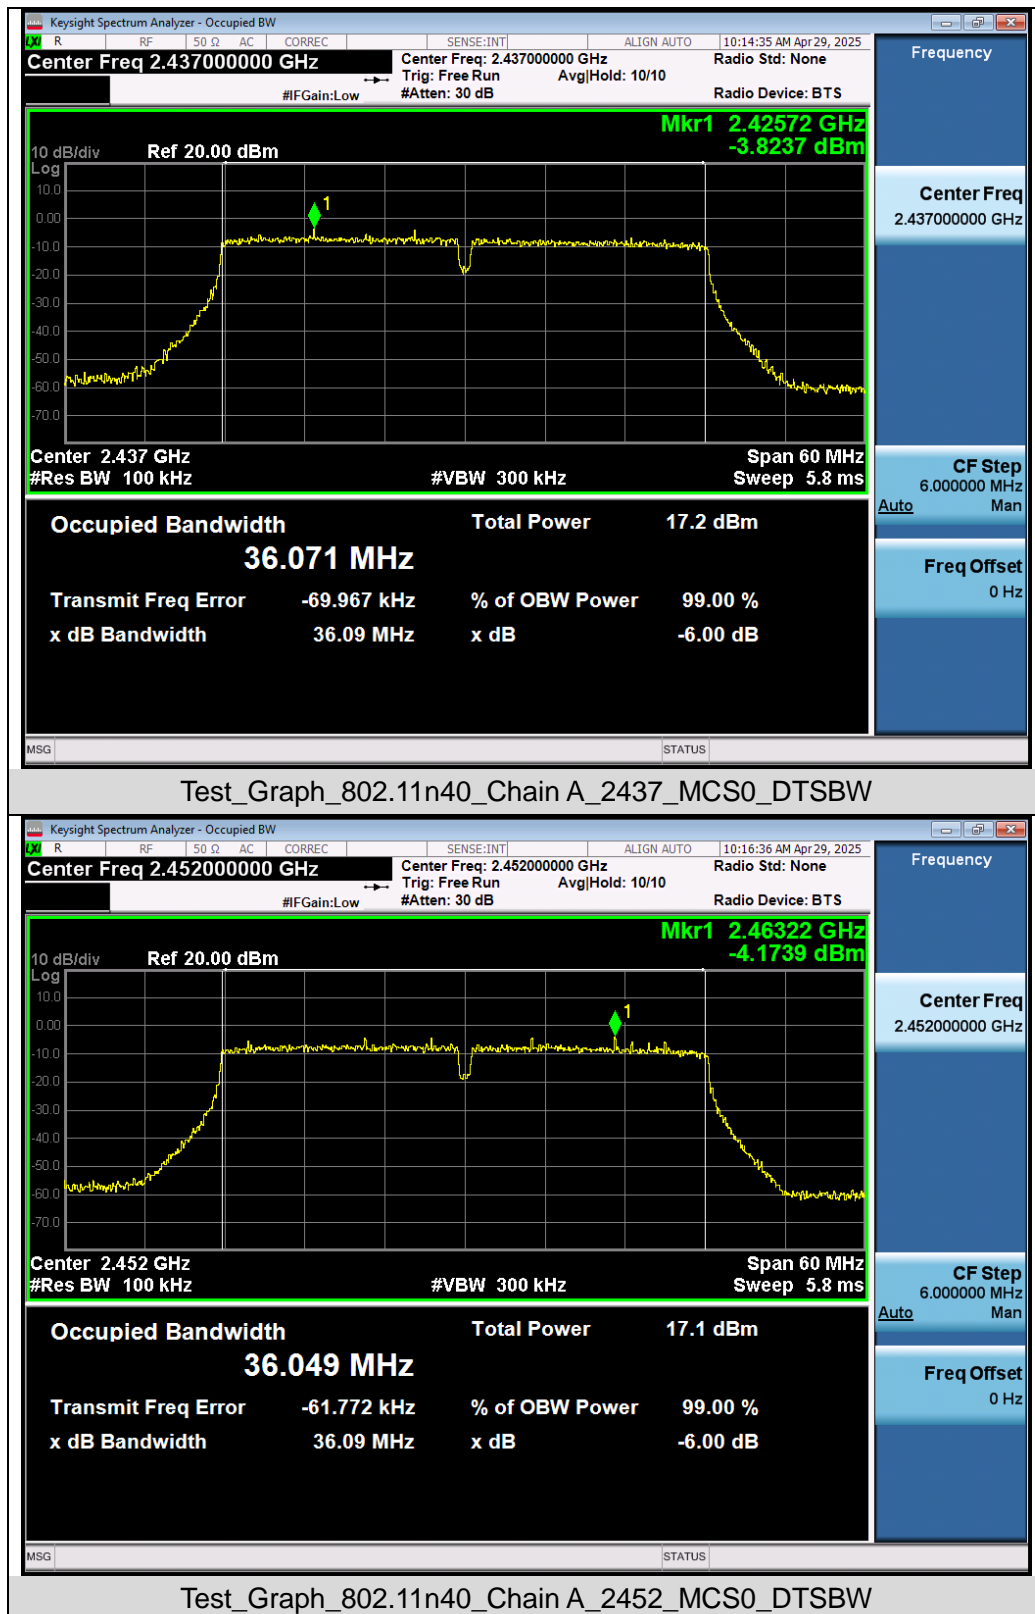 Keysight Spectrum Analyzer - Occupied BW
LXI R RF 50 Ω AC CORREC SENSE:INT ALIGN AUTO 10:14:35 AM Apr 29, 2025
Center Freq 2.437000000 GHz
Center Freq: 2.437000000 GHz
Radio Std: None
Trig: Free Run Avg|Hold: 10/10
#IFGain:Low
#Atten: 30 dB
Radio Device: BTS
Frequency
Mkr1 2.42572 GHz
-3.8237 dBm
10 dB/div Ref 20.00 dBm
Log
10.0
0.00
-10.0
-20.0
-30.0
-40.0
-50.0
-60.0
-70.0
1
Center Freq
2.437000000 GHz
Center 2.437 GHz Span 60 MHz
#Res BW 100 kHz #VBW 300 kHz Sweep 5.8 ms
CF Step
6.000000 MHz
Auto Man
Occupied Bandwidth Total Power 17.2 dBm
36.071 MHz
Transmit Freq Error -69.967 kHz % of OBW Power 99.00 %
x dB Bandwidth 36.09 MHz x dB -6.00 dB
Freq Offset
0 Hz
MSG STATUS
Test_Graph_802.11n40_Chain A_2437_MCS0_DTSBW
Keysight Spectrum Analyzer - Occupied BW
LXI R RF 50 Ω AC CORREC SENSE:INT ALIGN AUTO 10:16:36 AM Apr 29, 2025
Center Freq 2.452000000 GHz
Center Freq: 2.452000000 GHz
Radio Std: None
Trig: Free Run Avg|Hold: 10/10
#IFGain:Low
#Atten: 30 dB
Radio Device: BTS
Frequency
Mkr1 2.46322 GHz
-4.1739 dBm
10 dB/div Ref 20.00 dBm
Log
10.0
0.00
-10.0
-20.0
-30.0
-40.0
-50.0
-60.0
-70.0
1
Center Freq
2.452000000 GHz
Center 2.452 GHz Span 60 MHz
#Res BW 100 kHz #VBW 300 kHz Sweep 5.8 ms
CF Step
6.000000 MHz
Auto Man
Occupied Bandwidth Total Power 17.1 dBm
36.049 MHz
Transmit Freq Error -61.772 kHz % of OBW Power 99.00 %
x dB Bandwidth 36.09 MHz x dB -6.00 dB
Freq Offset
0 Hz
MSG STATUS
Test_Graph_802.11n40_Chain A_2452_MCS0_DTSBW